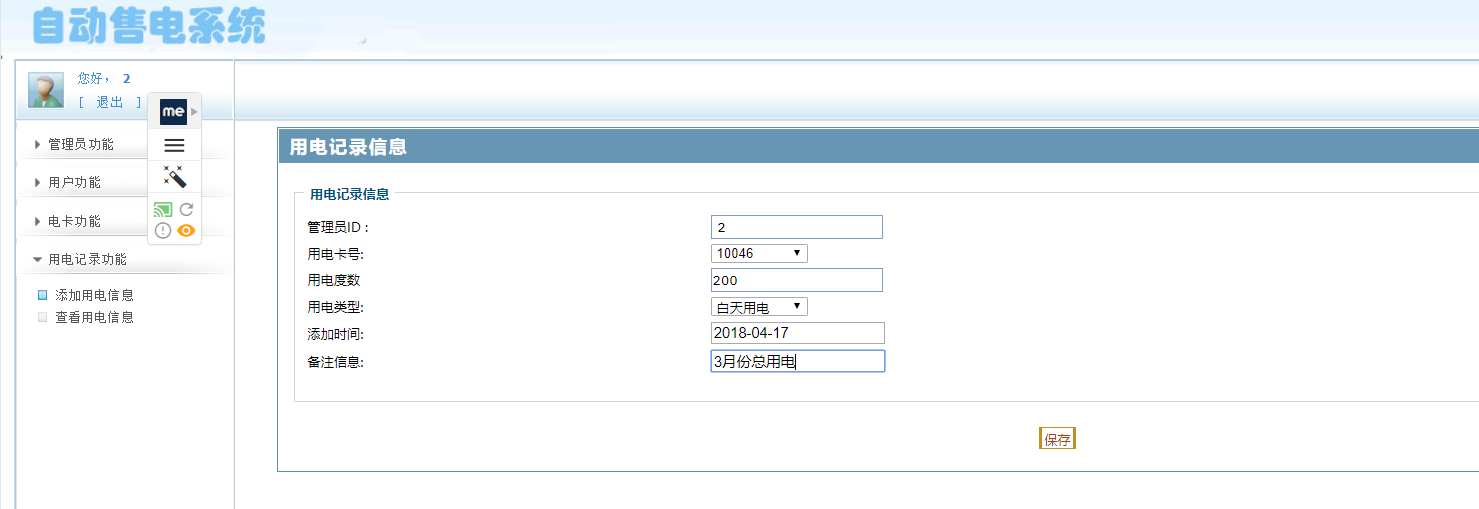 自动售电系统
您好， 2
[ 退出 ]
me
管理员功能
用户功能
电卡功能
用电记录功能
添加用电信息
查看用电信息
用电记录信息
用电记录信息
管理员ID : 2
用电卡号: 10046
用电度数 200
用电类型: 白天用电
添加时间: 2018-04-17
备注信息: 3月份总用电
保存